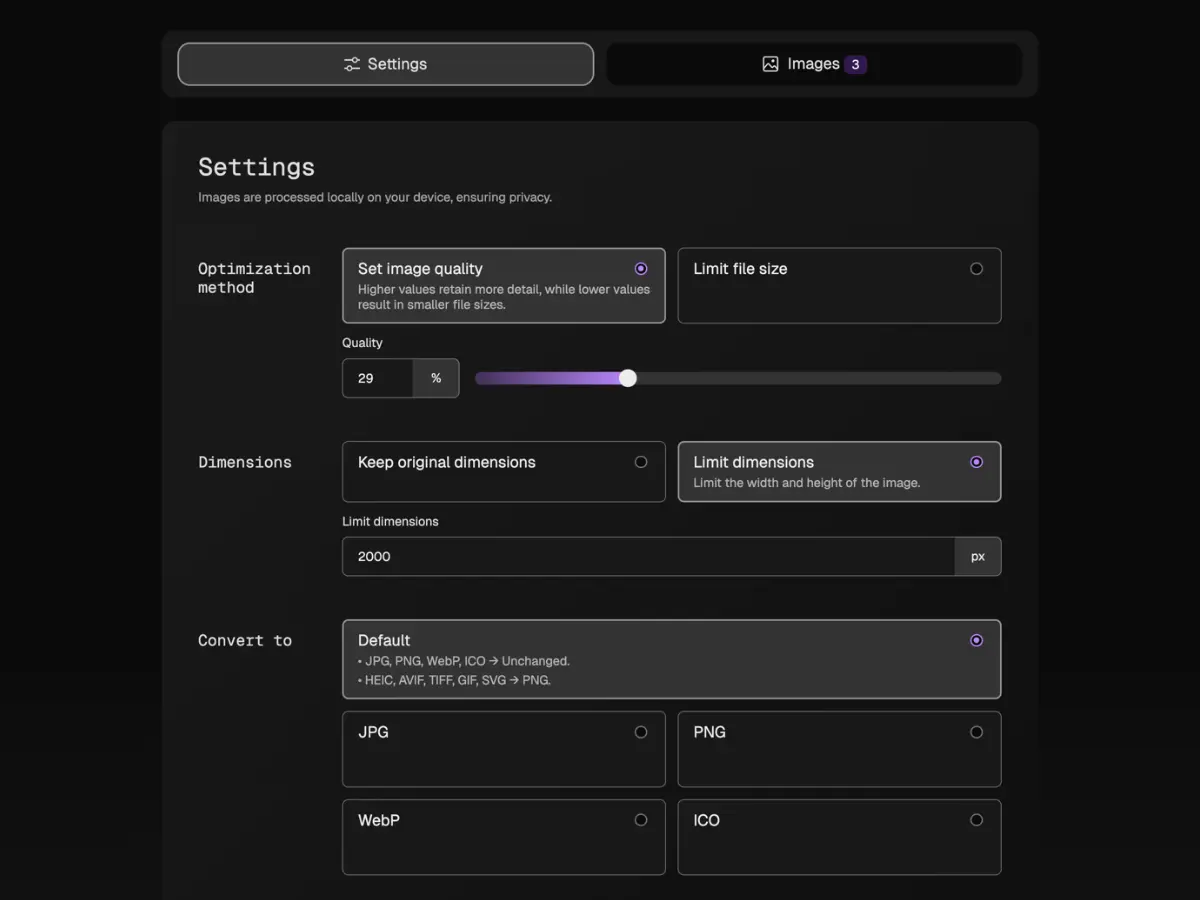 Settings
Images 3
Settings
Images are processed locally on your device, ensuring privacy.
Optimization
method
Set image quality
Higher values retain more detail, while lower values
result in smaller file sizes.
Limit file size
Quality
29 %
Dimensions
Keep original dimensions
Limit dimensions
Limit the width and height of the image.
Limit dimensions
2000 px
Convert to
Default
• JPG, PNG, WebP, ICO → Unchanged.
• HEIC, AVIF, TIFF, GIF, SVG → PNG.
JPG
PNG
WebP
ICO